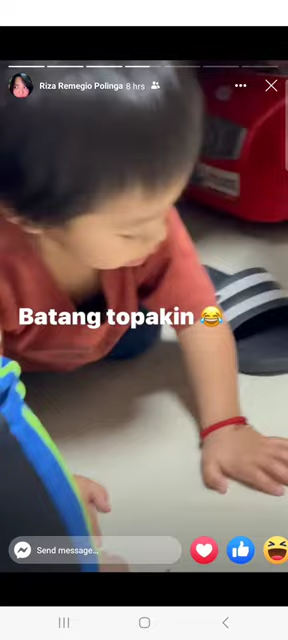 Riza Remegio Polinga 8 hrs
Batang topakin 😂
Send message...